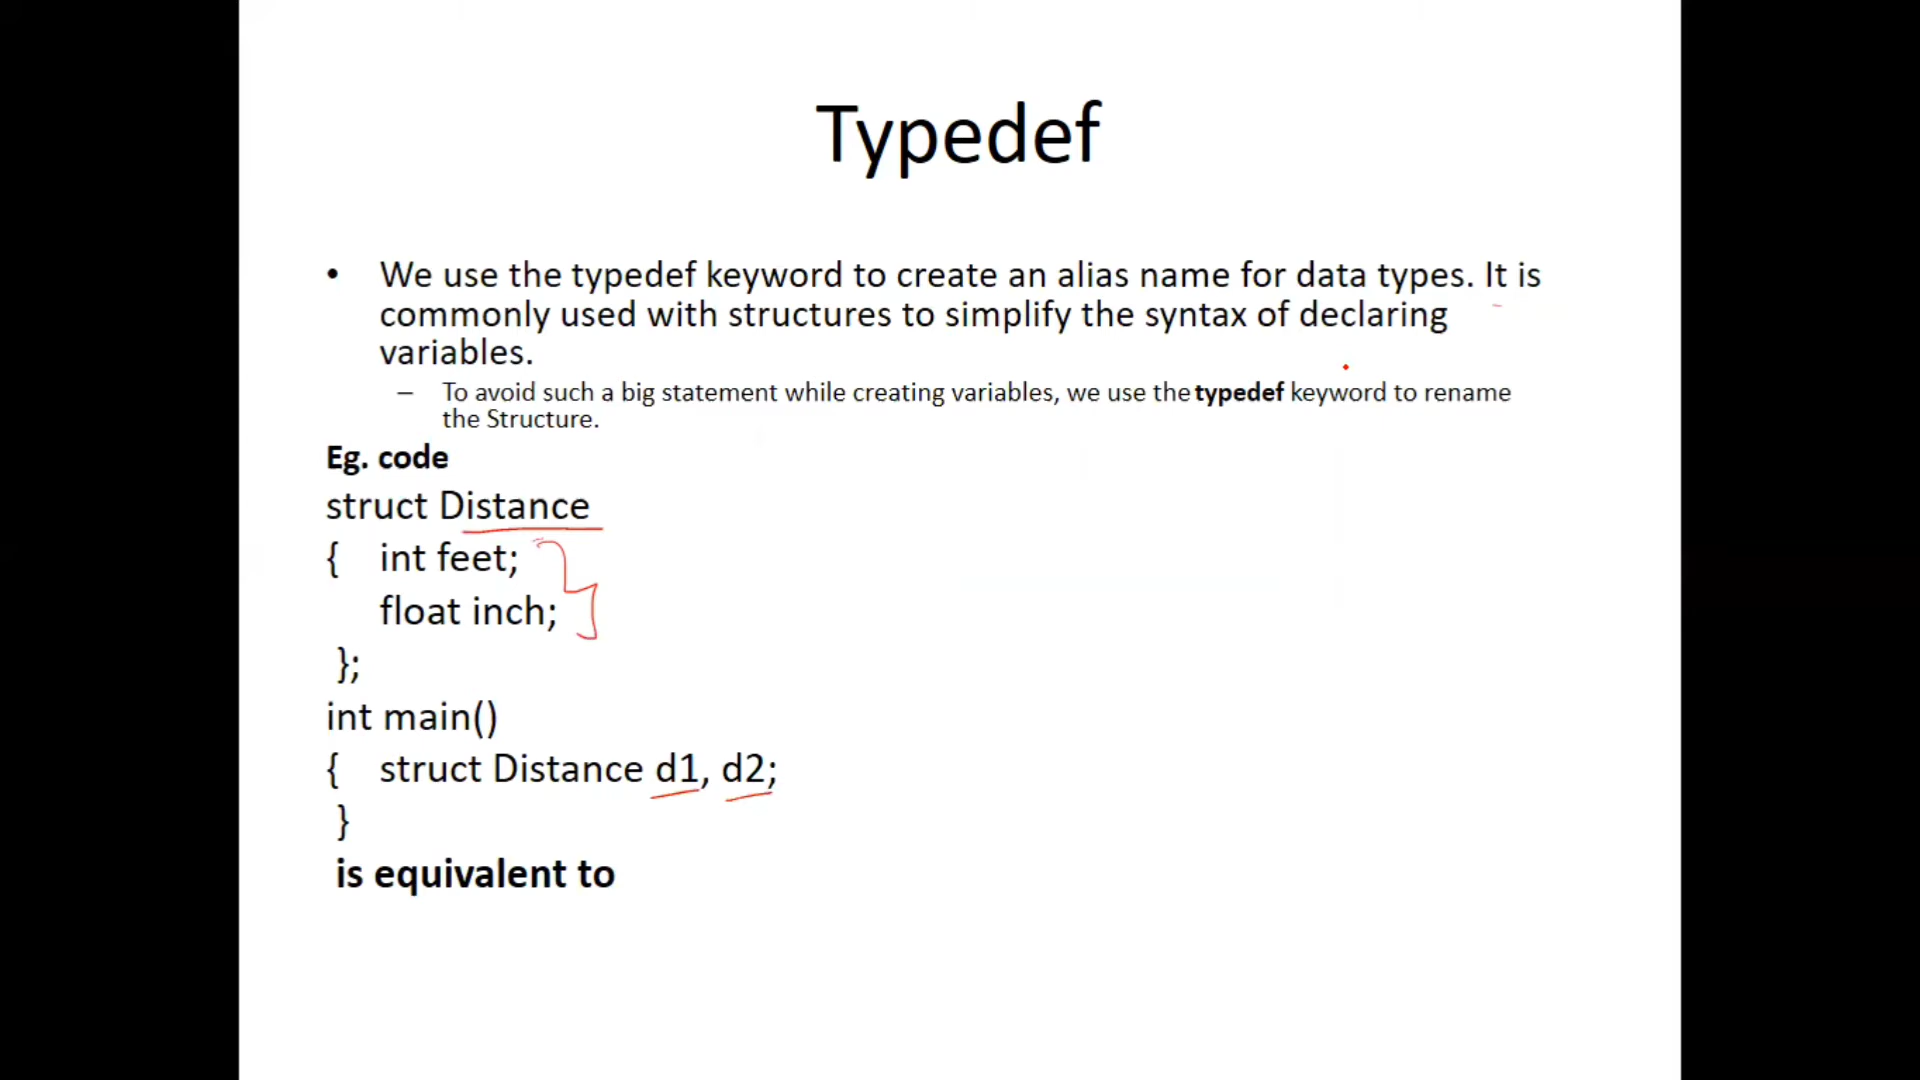 Typedef
• We use the typedef keyword to create an alias name for data types. It is
commonly used with structures to simplify the syntax of declaring
variables.
– To avoid such a big statement while creating variables, we use the typedef keyword to rename
the Structure.
Eg. code
struct Distance
{ int feet;
float inch;
};
int main()
{ struct Distance d1, d2;
}
is equivalent to